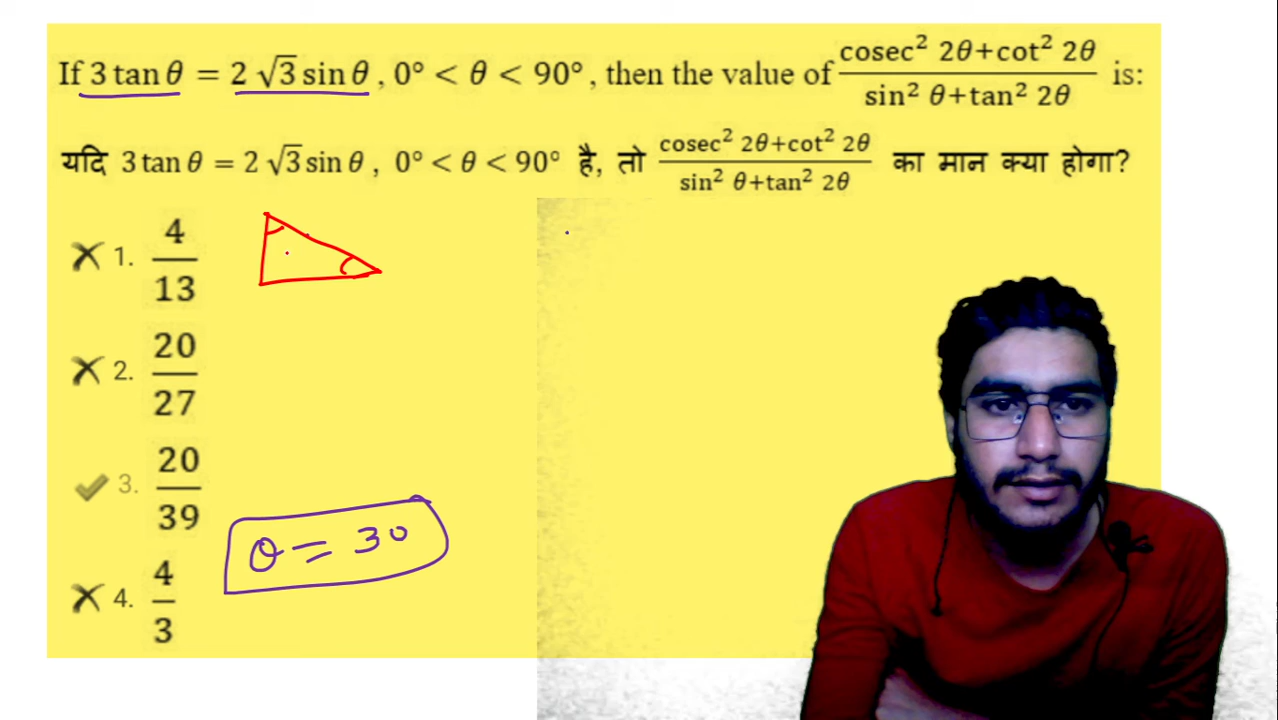 If 3 tan θ = 2 √3 sin θ , 0° < θ < 90°, then the value of (cosec² 2θ+cot² 2θ)/(sin² θ+tan² 2θ) is:
यदि 3 tan θ = 2 √3 sin θ , 0° < θ < 90° है, तो (cosec² 2θ+cot² 2θ)/(sin² θ+tan² 2θ) का मान क्या होगा?
1. 4/13
2. 20/27
3. 20/39
4. 4/3
θ = 30